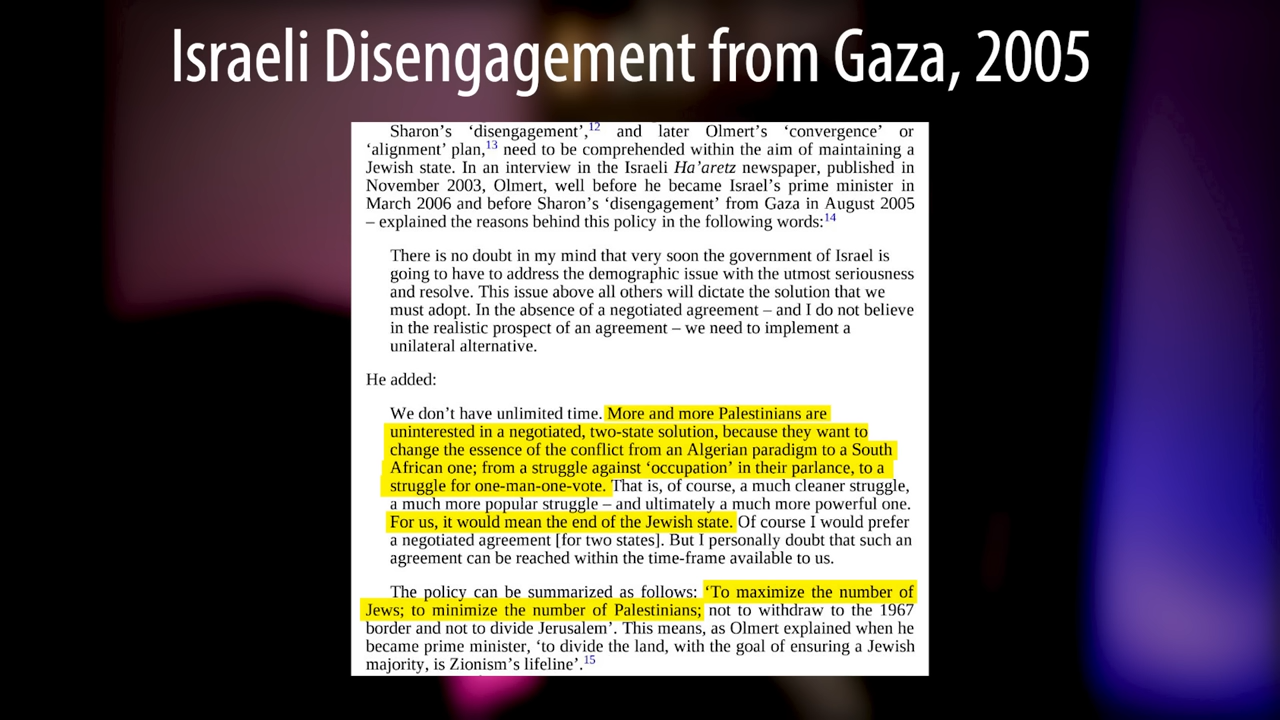 Israeli Disengagement from Gaza, 2005
Sharon's 'disengagement',12 and later Olmert's 'convergence' or
'alignment' plan,13 need to be comprehended within the aim of maintaining a
Jewish state. In an interview in the Israeli Ha'aretz newspaper, published in
November 2003, Olmert, well before he became Israel's prime minister in
March 2006 and before Sharon's 'disengagement' from Gaza in August 2005
– explained the reasons behind this policy in the following words:14
There is no doubt in my mind that very soon the government of Israel is
going to have to address the demographic issue with the utmost seriousness
and resolve. This issue above all others will dictate the solution that we
must adopt. In the absence of a negotiated agreement – and I do not believe
in the realistic prospect of an agreement – we need to implement a
unilateral alternative.
He added:
We don't have unlimited time. More and more Palestinians are
uninterested in a negotiated, two-state solution, because they want to
change the essence of the conflict from an Algerian paradigm to a South
African one; from a struggle against 'occupation' in their parlance, to a
struggle for one-man-one-vote. That is, of course, a much cleaner struggle,
a much more popular struggle – and ultimately a much more powerful one.
For us, it would mean the end of the Jewish state. Of course I would prefer
a negotiated agreement [for two states]. But I personally doubt that such an
agreement can be reached within the time-frame available to us.
The policy can be summarized as follows: 'To maximize the number of
Jews; to minimize the number of Palestinians; not to withdraw to the 1967
border and not to divide Jerusalem'. This means, as Olmert explained when he
became prime minister, 'to divide the land, with the goal of ensuring a Jewish
majority, is Zionism's lifeline'.15